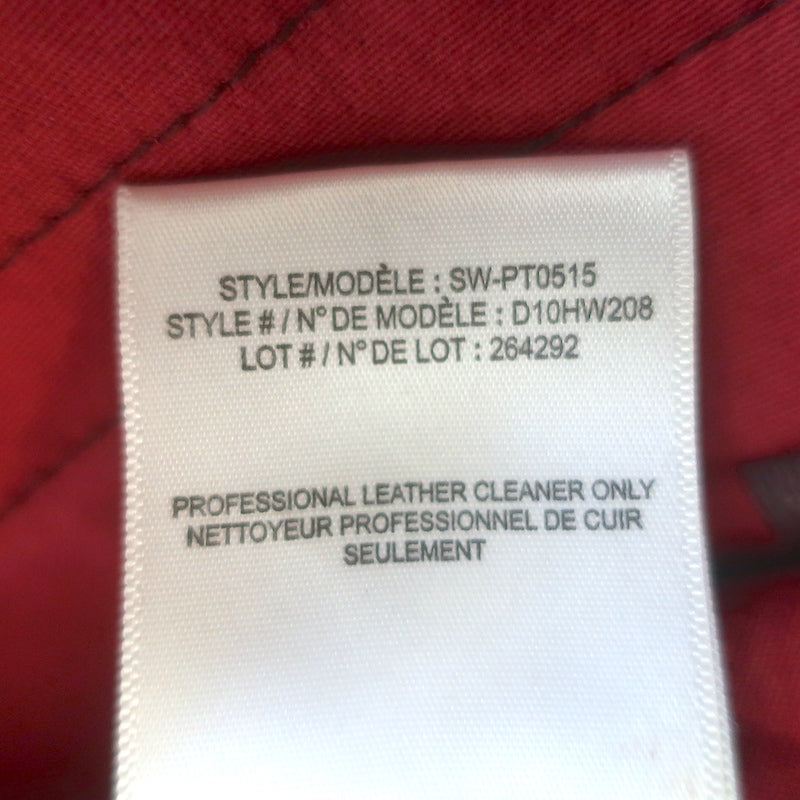 STYLE/MODÈLE : SW-PT0515
STYLE # / N° DE MODÈLE : D10HW208
LOT # / N° DE LOT : 264292
PROFESSIONAL LEATHER CLEANER ONLY
NETTOYEUR PROFESSIONNEL DE CUIR
SEULEMENT